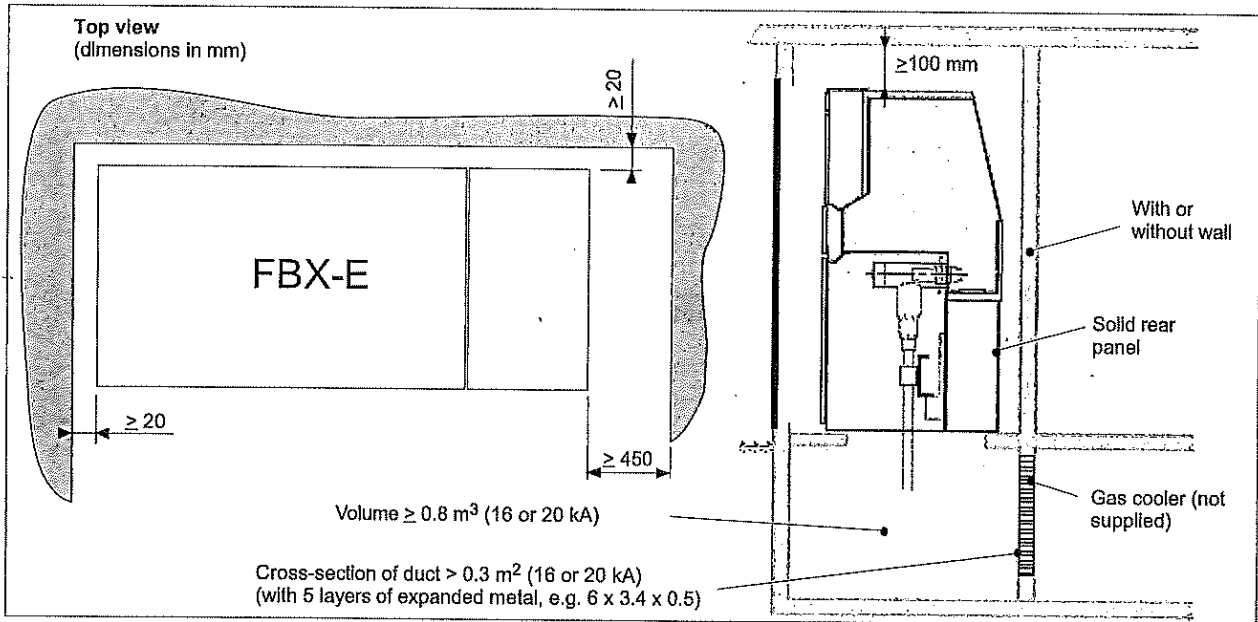 Top view
(dimensions in mm)
≥ 20
≥100 mm
FBX-E
With or
without wall
Solid rear
panel
≥ 20
≥ 450
Volume ≥ 0.8 m³ (16 or 20 kA)
Gas cooler (not
supplied)
Cross-section of duct > 0.3 m² (16 or 20 kA)
(with 5 layers of expanded metal, e.g. 6 x 3.4 x 0.5)